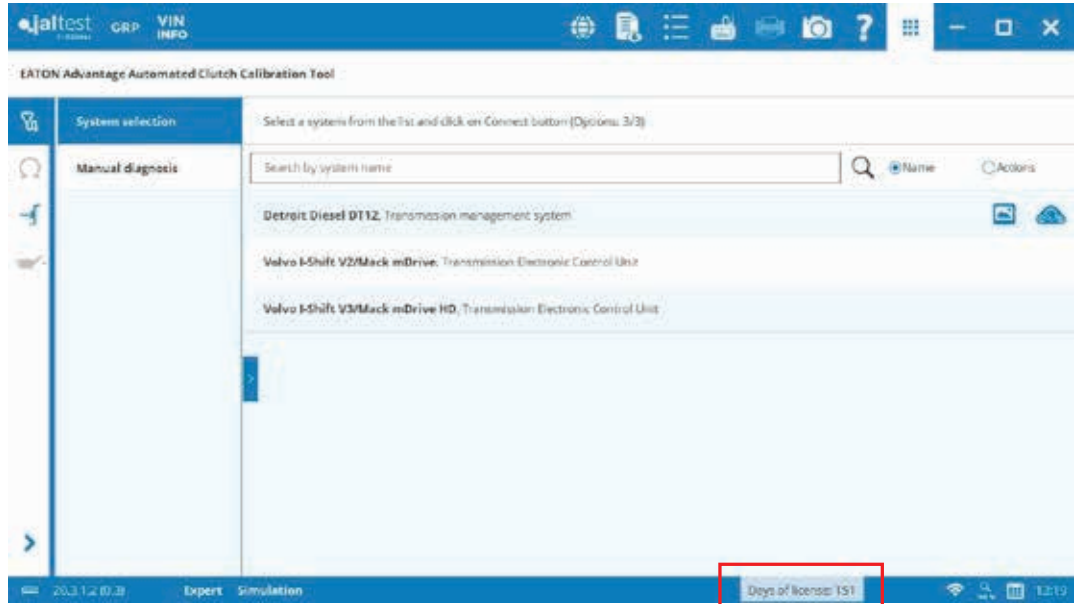 jaltest GRP VIN INFO
EATON Advantage Automated Clutch Calibration Tool
System selection
Select a system from the list and click on Connect button (Options: 3/3)
Manual diagnosis
Search by system name
Name
Actions
Detroit Diesel DT12, Transmission management system
Volvo I-Shift V2/Mack mDrive, Transmission Electronic Control Unit
Volvo I-Shift V3/Mack mDrive HD, Transmission Electronic Control Unit
Expert Simulation
Days of license: 151
12:19